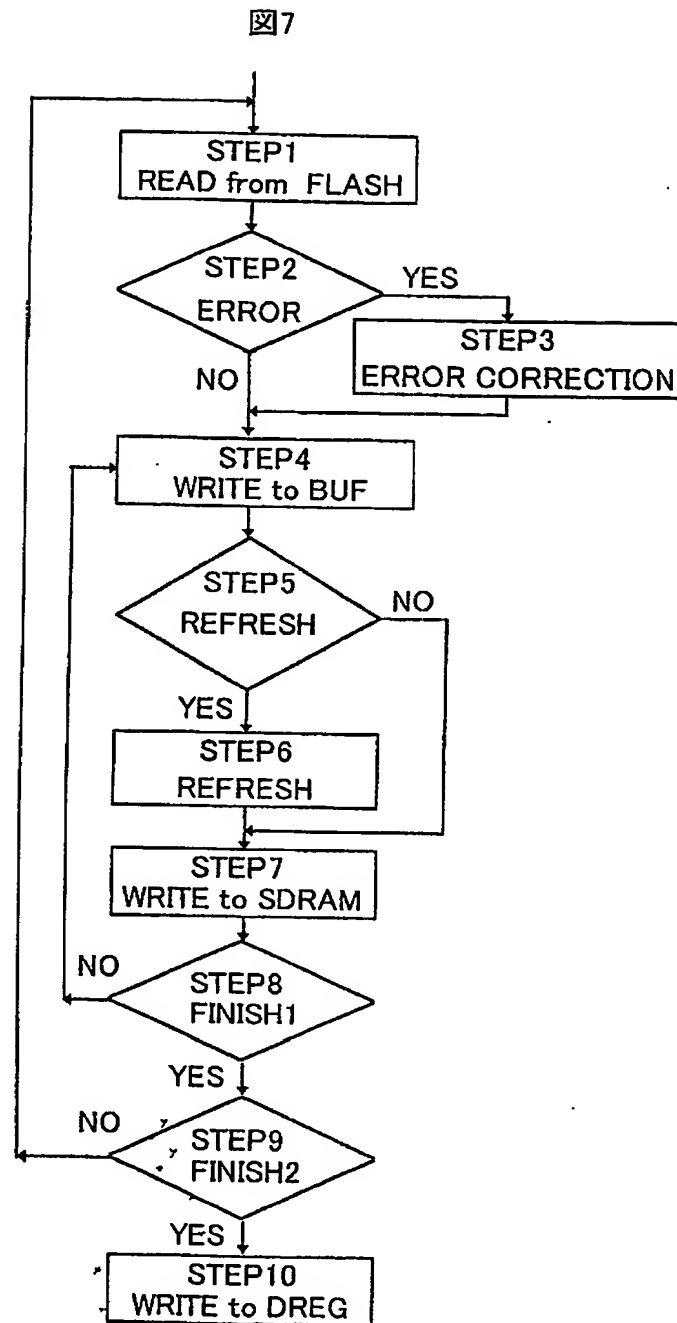 図7
STEP1
READ from FLASH
STEP2
ERROR
YES
STEP3
ERROR CORRECTION
NO
STEP4
WRITE to BUF
STEP5
REFRESH
NO
YES
STEP6
REFRESH
STEP7
WRITE to SDRAM
NO
STEP8
FINISH1
YES
NO
STEP9
FINISH2
YES
STEP10
WRITE to DREG